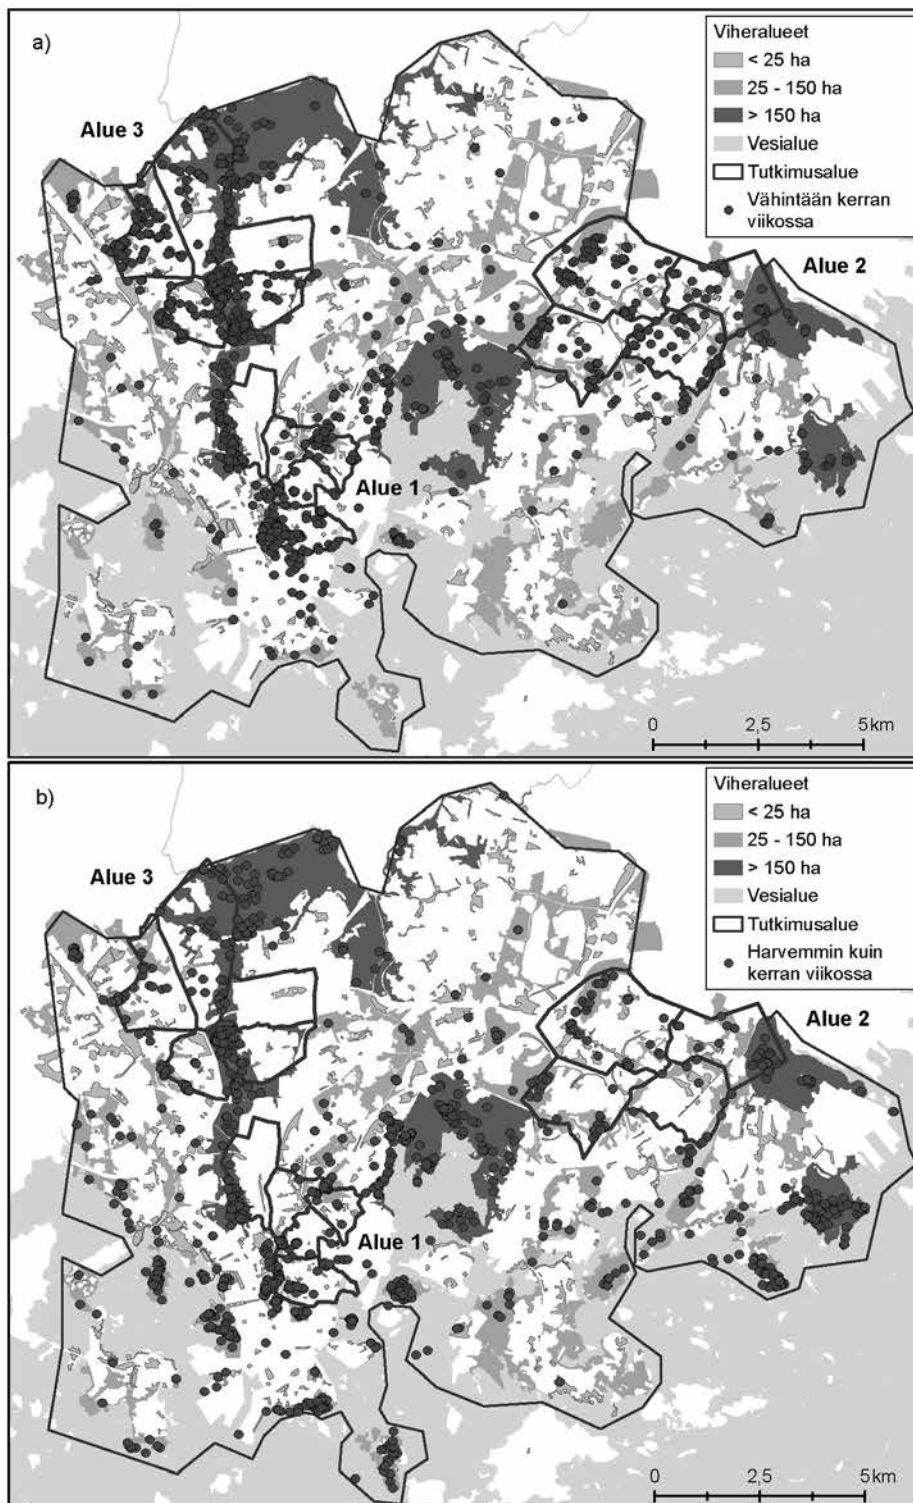 a)
Viheralueet
< 25 ha
25 - 150 ha
> 150 ha
Vesialue
Tutkimusalue
Vähintään kerran
viikossa
Alue 3
Alue 2
Alue 1
0 2,5 5 km
b)
Viheralueet
< 25 ha
25 - 150 ha
> 150 ha
Vesialue
Tutkimusalue
Harvemmin kuin
kerran viikossa
Alue 3
Alue 2
Alue 1
0 2,5 5 km